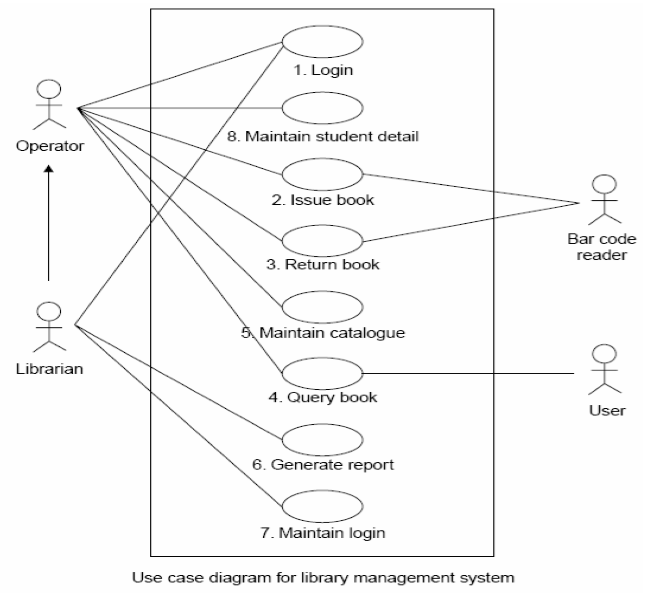 1. Login
8. Maintain student detail
Operator
2. Issue book
Bar code
reader
3. Return book
5. Maintain catalogue
Librarian
4. Query book
User
6. Generate report
7. Maintain login
Use case diagram for library management system